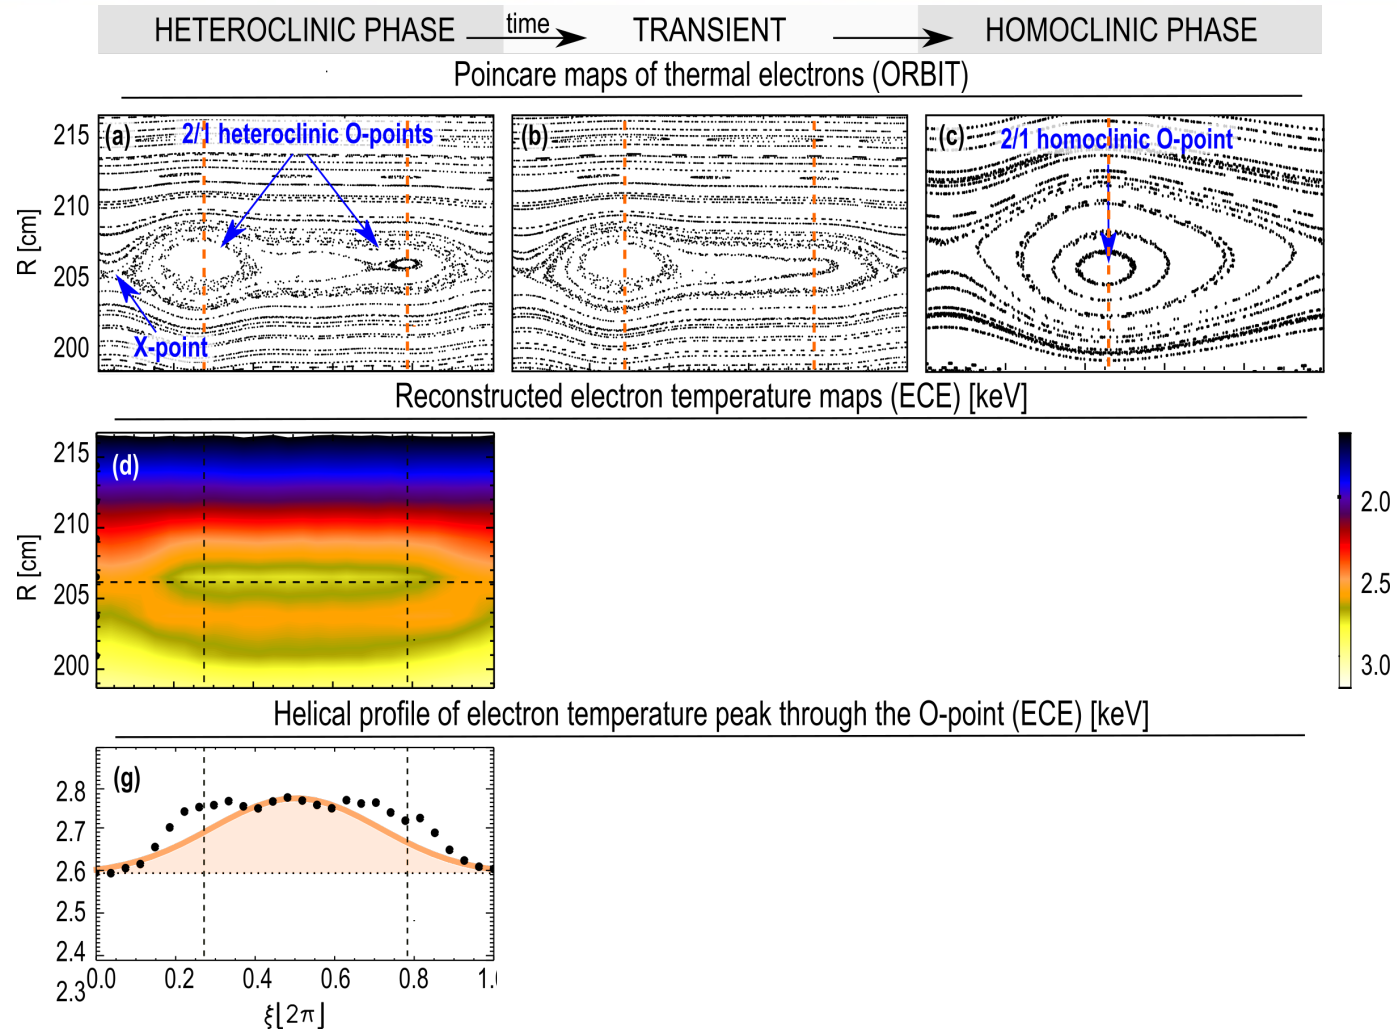 HETEROCLINIC PHASE time TRANSIENT HOMOCLINIC PHASE
Poincare maps of thermal electrons (ORBIT)
(a) 2/1 heteroclinic O-points
X-point
(b)
(c)
2/1 homoclinic O-point
R [cm]
215
210
205
200
Reconstructed electron temperature maps (ECE) [keV]
(d)
R [cm]
215
210
205
200
2.0
2.5
3.0
Helical profile of electron temperature peak through the O-point (ECE) [keV]
(g)
2.8
2.7
2.6
2.5
2.4
2.3
0.0 0.2 0.4 0.6 0.8 1.0
ξ[2π]